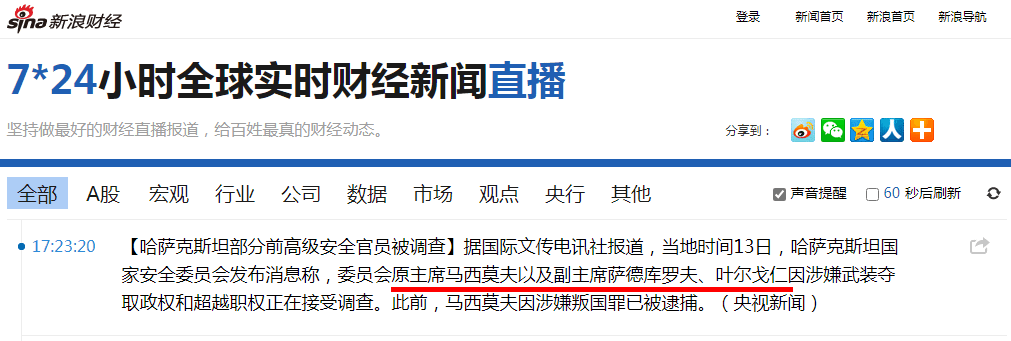 sina 新浪财经
登录 新闻首页 新浪首页 新浪导航
7*24小时全球实时财经新闻直播
坚持做最好的财经直播报道，给百姓最真的财经动态。
分享到：
全部 A股 宏观 行业 公司 数据 市场 观点 央行 其他
声音提醒 60 秒后刷新
17:23:20 【哈萨克斯坦部分前高级安全官员被调查】据国际文传电讯社报道，当地时间13日，哈萨克斯坦国
家安全委员会发布消息称，委员会原主席马西莫夫以及副主席萨德库罗夫、叶尔戈仁因涉嫌武装夺
取政权和超越职权正在接受调查。此前，马西莫夫因涉嫌叛国罪已被逮捕。（央视新闻）